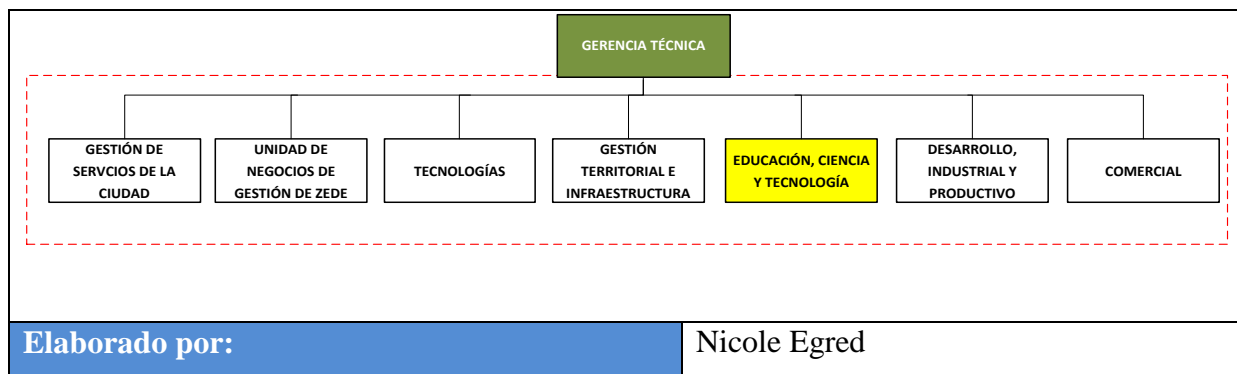 GERENCIA TÉCNICA
GESTIÓN DE
SERVCIOS DE LA
CIUDAD
UNIDAD DE
NEGOCIOS DE
GESTIÓN DE ZEDE
TECNOLOGÍAS
GESTIÓN
TERRITORIAL E
INFRAESTRUCTURA
EDUCACIÓN, CIENCIA
Y TECNOLOGÍA
DESARROLLO,
INDUSTRIAL Y
PRODUCTIVO
COMERCIAL
Elaborado por:
Nicole Egred